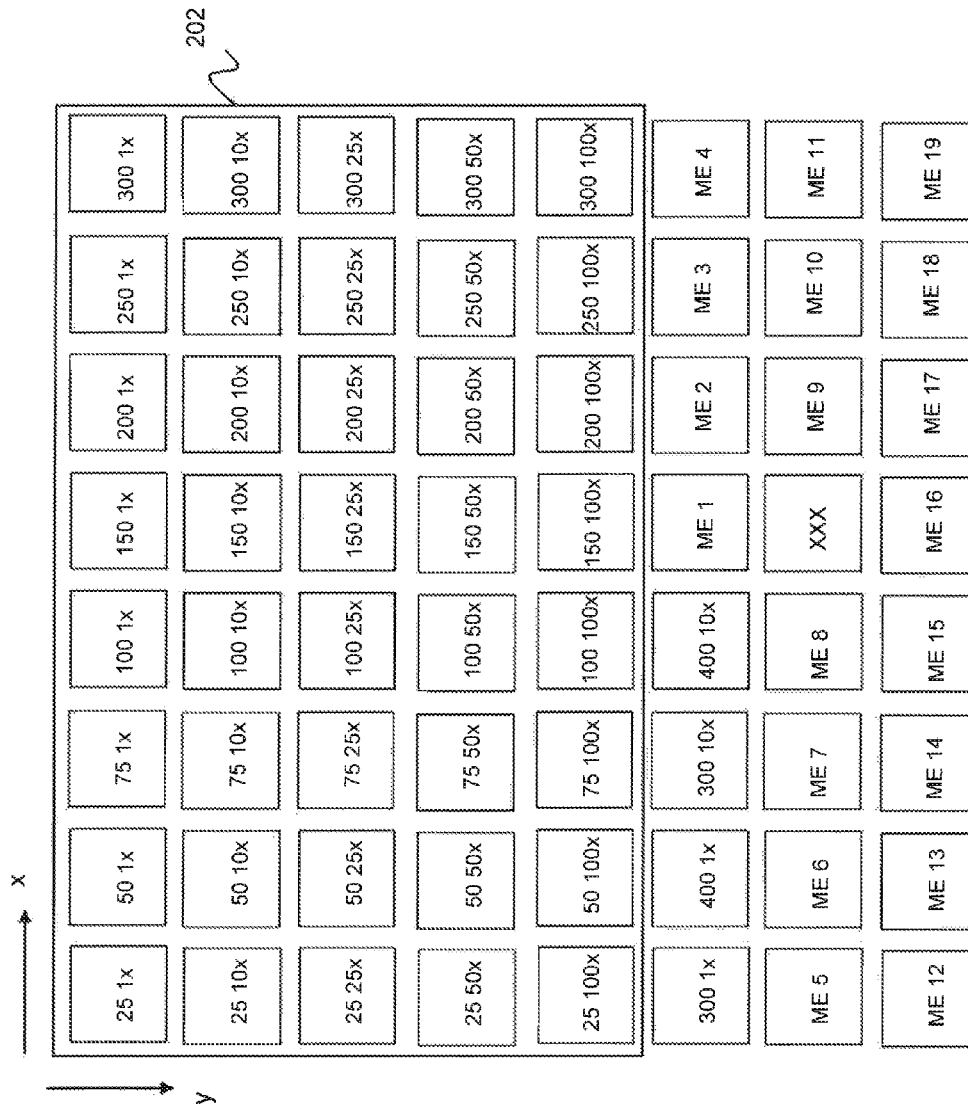 x
y
202
25 1x 50 1x 75 1x 100 1x 150 1x 200 1x 250 1x 300 1x
25 10x 50 10x 75 10x 100 10x 150 10x 200 10x 250 10x 300 10x
25 25x 50 25x 75 25x 100 25x 150 25x 200 25x 250 25x 300 25x
25 50x 50 50x 75 50x 100 50x 150 50x 200 50x 250 50x 300 50x
25 100x 50 100x 75 100x 100 100x 150 100x 200 100x 250 100x 300 100x
300 1x 400 1x 300 10x 400 10x ME 1 ME 2 ME 3 ME 4
ME 5 ME 6 ME 7 ME 8 XXX ME 9 ME 10 ME 11
ME 12 ME 13 ME 14 ME 15 ME 16 ME 17 ME 18 ME 19